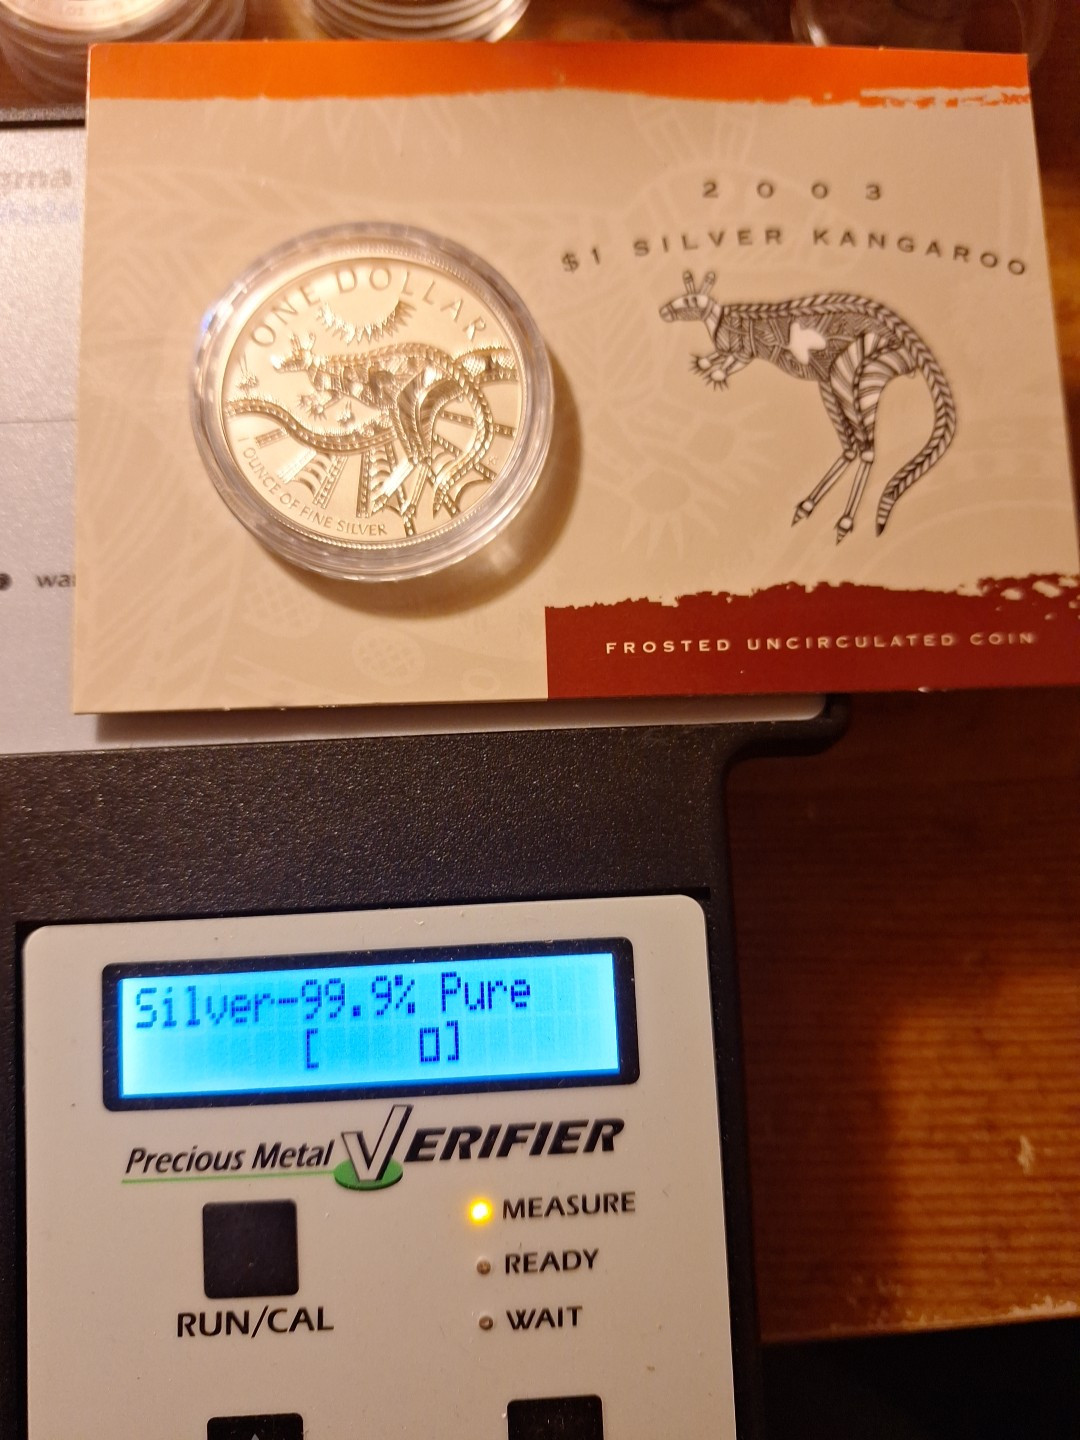 2003
$1 SILVER KANGAROO
ONE DOLLAR
1 OUNCE OF FINE SILVER
FROSTED UNCIRCULATED COIN
wa
Silver-99.9% Pure
[ ]
Precious Metal VERIFIER
MEASURE
READY
WAIT
RUN/CAL